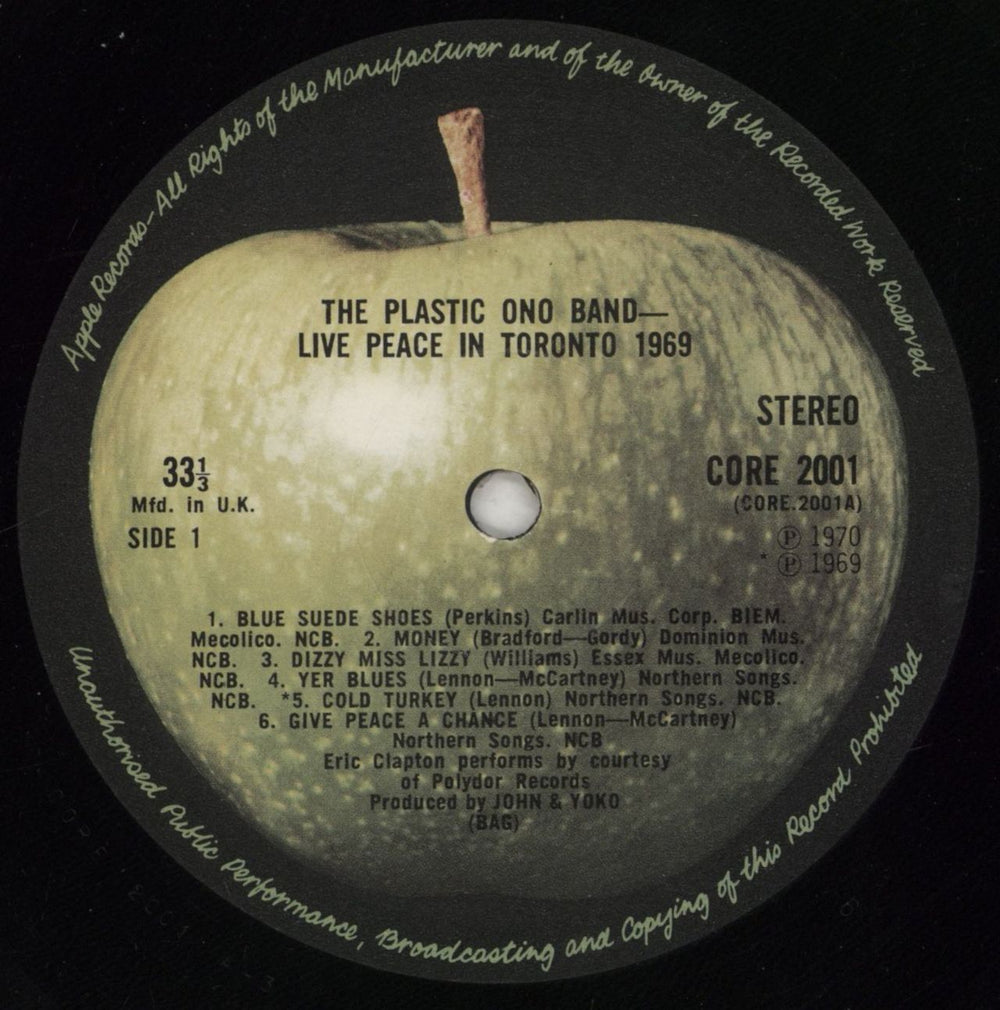 Apple Records-All Rights of the Manufacturer and of the Owner of the Recorded Work Reserved
THE PLASTIC ONO BAND—
LIVE PEACE IN TORONTO 1969
STEREO
33⅓
CORE 2001
Mfd. in U.K.
(CORE.2001A)
SIDE 1
Ⓟ 1970
* Ⓟ 1969
1. BLUE SUEDE SHOES (Perkins) Carlin Mus. Corp. BIEM.
Mecolico. NCB. 2. MONEY (Bradford—Gordy) Dominion Mus.
NCB. 3. DIZZY MISS LIZZY (Williams) Essex Mus. Mecolico.
NCB. 4. YER BLUES (Lennon—McCartney) Northern Songs.
NCB. *5. COLD TURKEY (Lennon) Northern Songs. NCB.
6. GIVE PEACE A CHANCE (Lennon—McCartney)
Northern Songs. NCB
Eric Clapton performs by courtesy
of Polydor Records
Produced by JOHN & YOKO
(BAG)
Unauthorised Public Performance, Broadcasting and Copying of this Record Prohibited